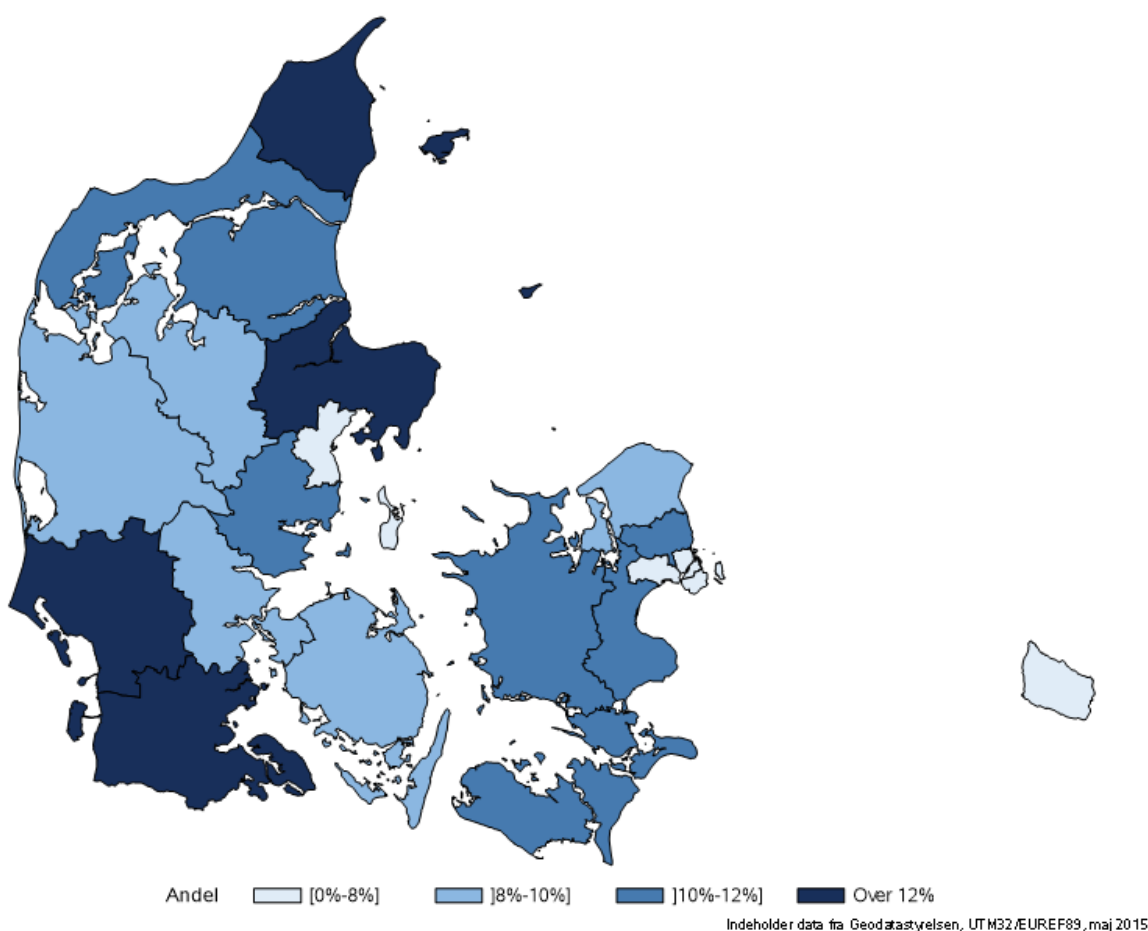 Andel [0%-8%] ]8%-10%] ]10%-12%] Over 12%
Indeholder data fra Geodatastyrelsen, UTM32/EUREF89, maj 2015